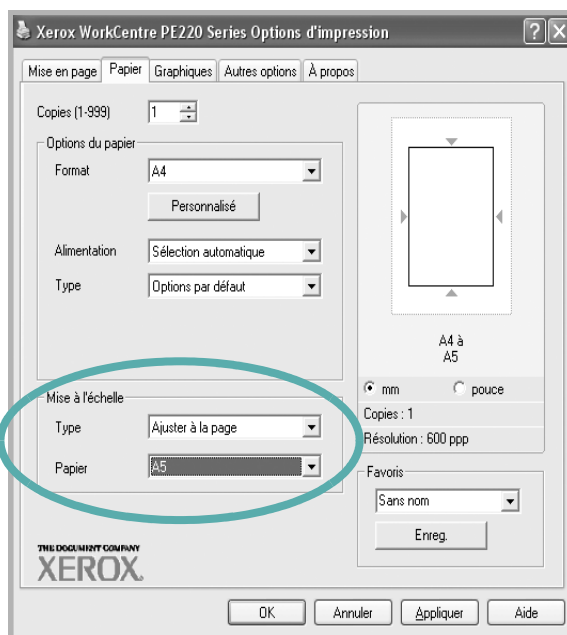 Xerox WorkCentre PE220 Series Options d'impression
Mise en page Papier Graphiques Autres options À propos
Copies (1-999) 1
Options du papier
Format A4
Personnalisé
Alimentation Sélection automatique
Type Options par défaut
A4 à
A5
mm pouce
Copies : 1
Résolution : 600 ppp
Mise à l'échelle
Type Ajuster à la page
Papier A5
Favoris
Sans nom
Enreg.
THE DOCUMENT COMPANY
XEROX.
OK Annuler Appliquer Aide